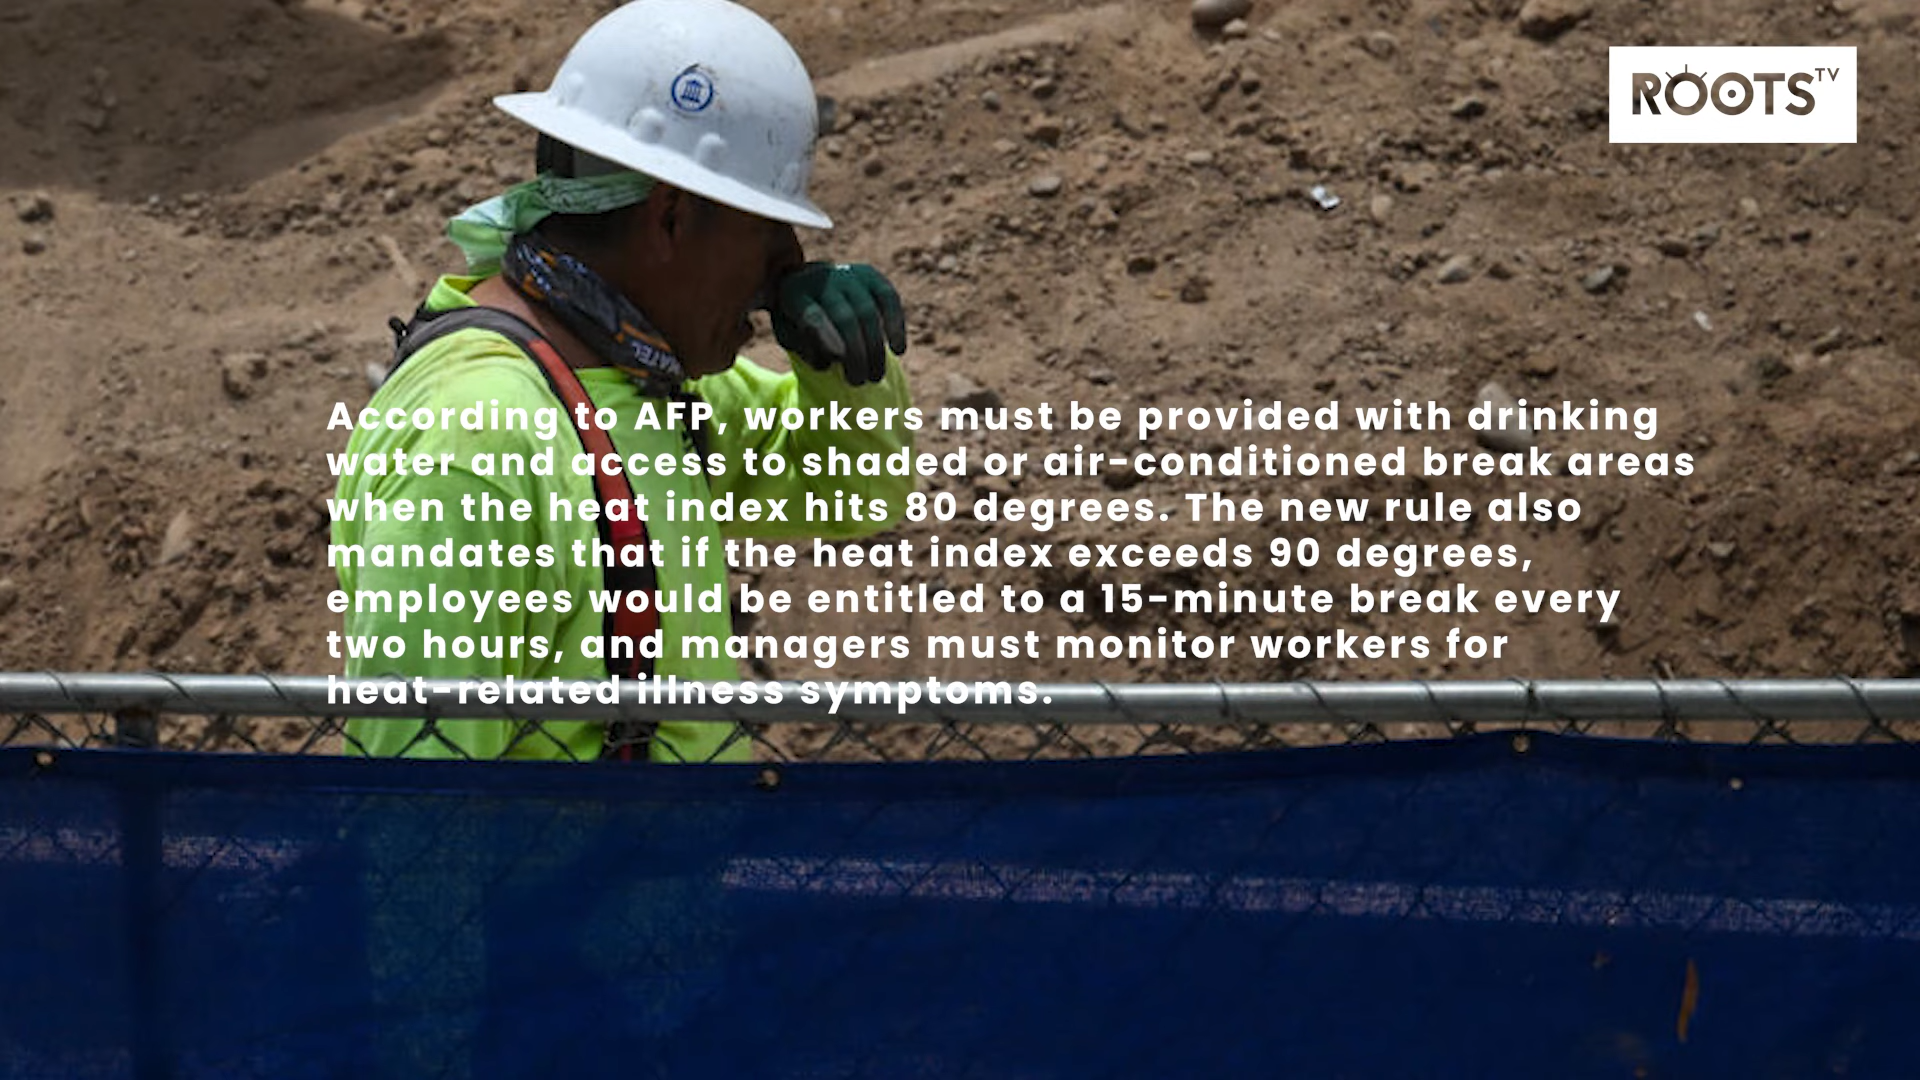 ROOTS TV
According to AFP, workers must be provided with drinking
water and access to shaded or air-conditioned break areas
when the heat index hits 80 degrees. The new rule also
mandates that if the heat index exceeds 90 degrees,
employees would be entitled to a 15-minute break every
two hours, and managers must monitor workers for
heat-related illness symptoms.